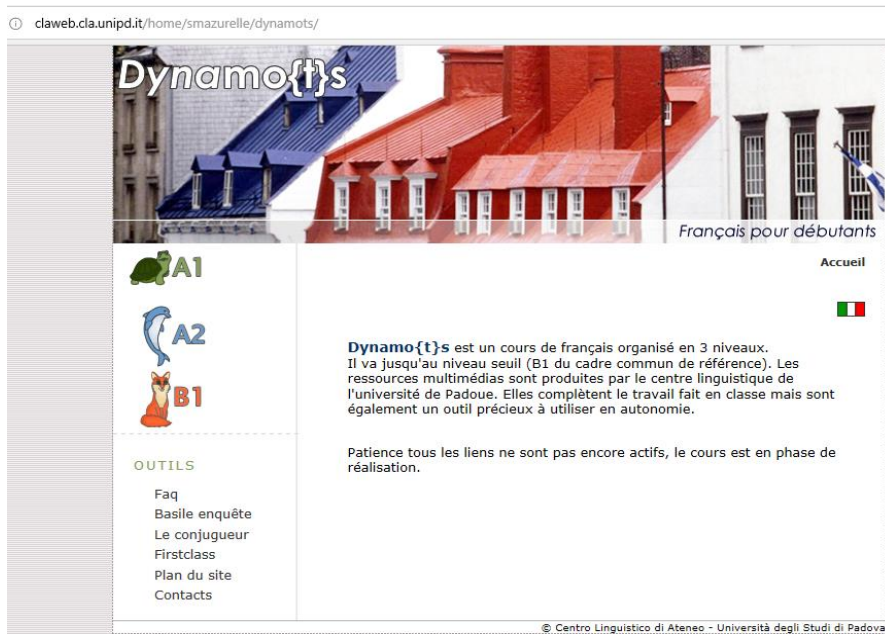 claweb.cla.unipd.it/home/smazurelle/dynamots/
Dynamo{t}s
Français pour débutants
A1
A2
B1
OUTILS
Faq
Basile enquête
Le conjugueur
Firstclass
Plan du site
Contacts
Accueil
Dynamo{t}s est un cours de français organisé en 3 niveaux.
Il va jusqu'au niveau seuil (B1 du cadre commun de référence). Les
ressources multimédias sont produites par le centre linguistique de
l'université de Padoue. Elles complètent le travail fait en classe mais sont
également un outil précieux à utiliser en autonomie.
Patience tous les liens ne sont pas encore actifs, le cours est en phase de
réalisation.
© Centro Linguistico di Ateneo - Università degli Studi di Padova